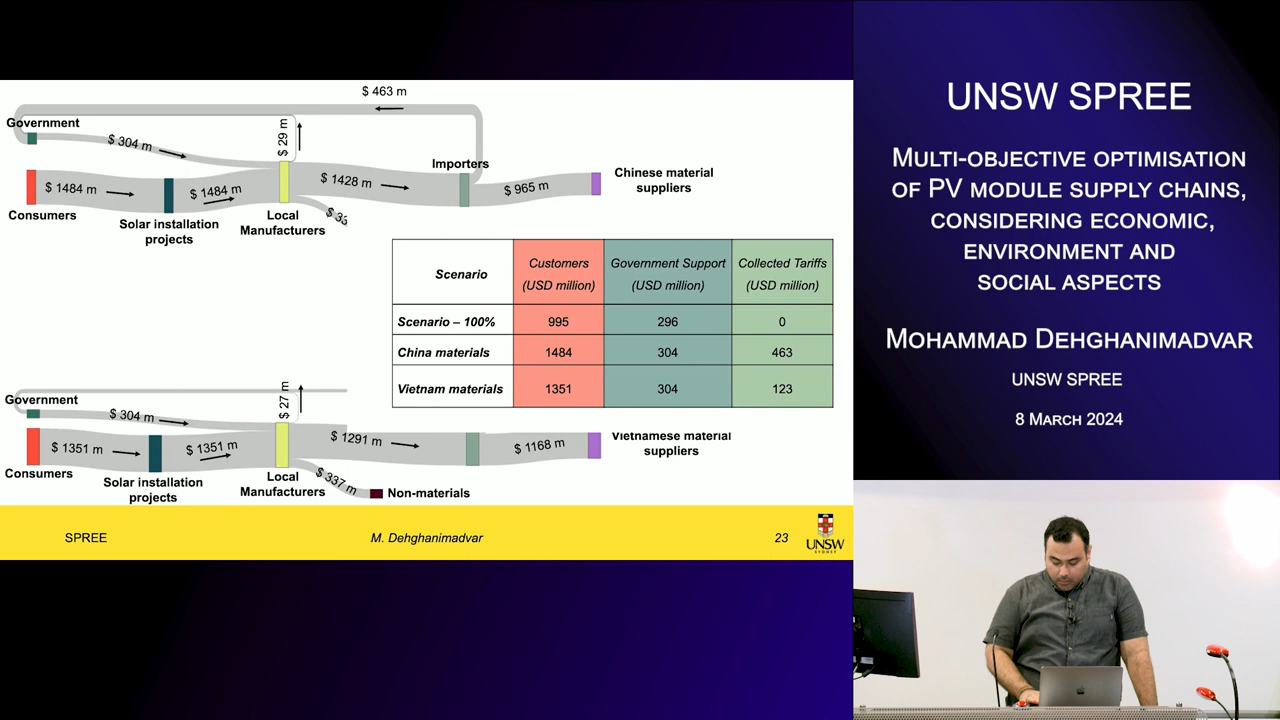 $ 463 m
Government
$ 304 m
$ 29 m
Importers
$ 1484 m
$ 1484 m
$ 1428 m
$ 965 m
Chinese material
suppliers
Consumers
Solar installation
projects
Local
Manufacturers
Scenario
Customers
(USD million)
Government Support
(USD million)
Collected Tariffs
(USD million)
Scenario – 100%
995
296
0
China materials
1484
304
463
Vietnam materials
1351
304
123
Government
$ 304 m
$ 27 m
$ 1351 m
$ 1351 m
$ 1291 m
$ 1168 m
Vietnamese material
suppliers
Consumers
Solar installation
projects
Local
Manufacturers
$ 337 m
Non-materials
SPREE
M. Dehghanimadvar
23
UNSW
SYDNEY
UNSW SPREE
Multi-objective optimisation
of PV module supply chains,
considering economic,
environment and
social aspects
Mohammad Dehghanimadvar
UNSW SPREE
8 March 2024